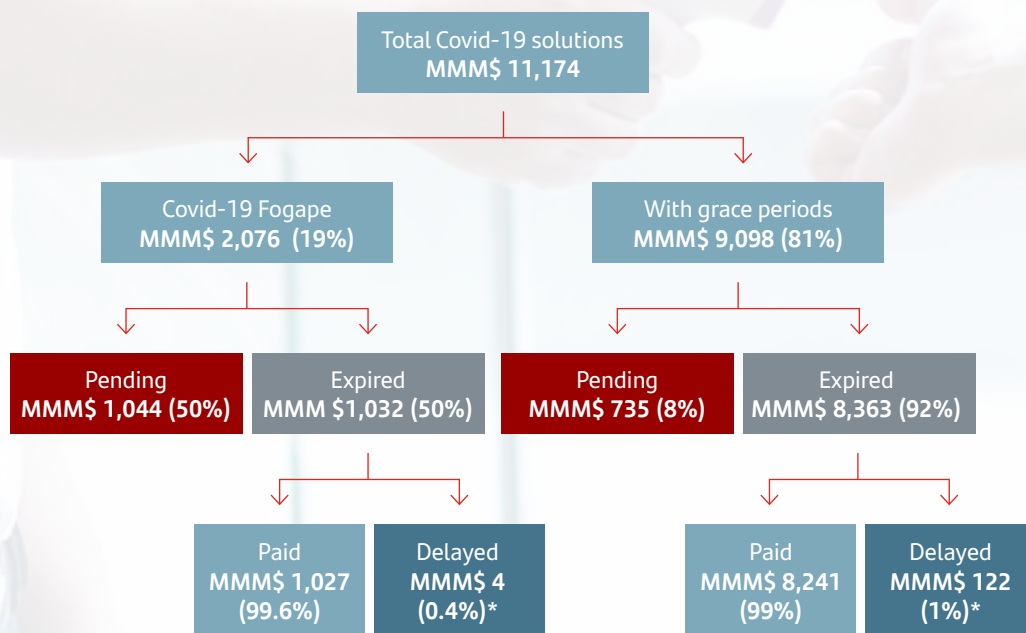 Total Covid-19 solutions
MMM$ 11,174
Covid-19 Fogape
MMM$ 2,076 (19%)
With grace periods
MMM$ 9,098 (81%)
Pending
MMM$ 1,044 (50%)
Expired
MMM $1,032 (50%)
Pending
MMM$ 735 (8%)
Expired
MMM$ 8,363 (92%)
Paid
MMM$ 1,027
(99.6%)
Delayed
MMM$ 4
(0.4%)*
Paid
MMM$ 8,241
(99%)
Delayed
MMM$ 122
(1%)*